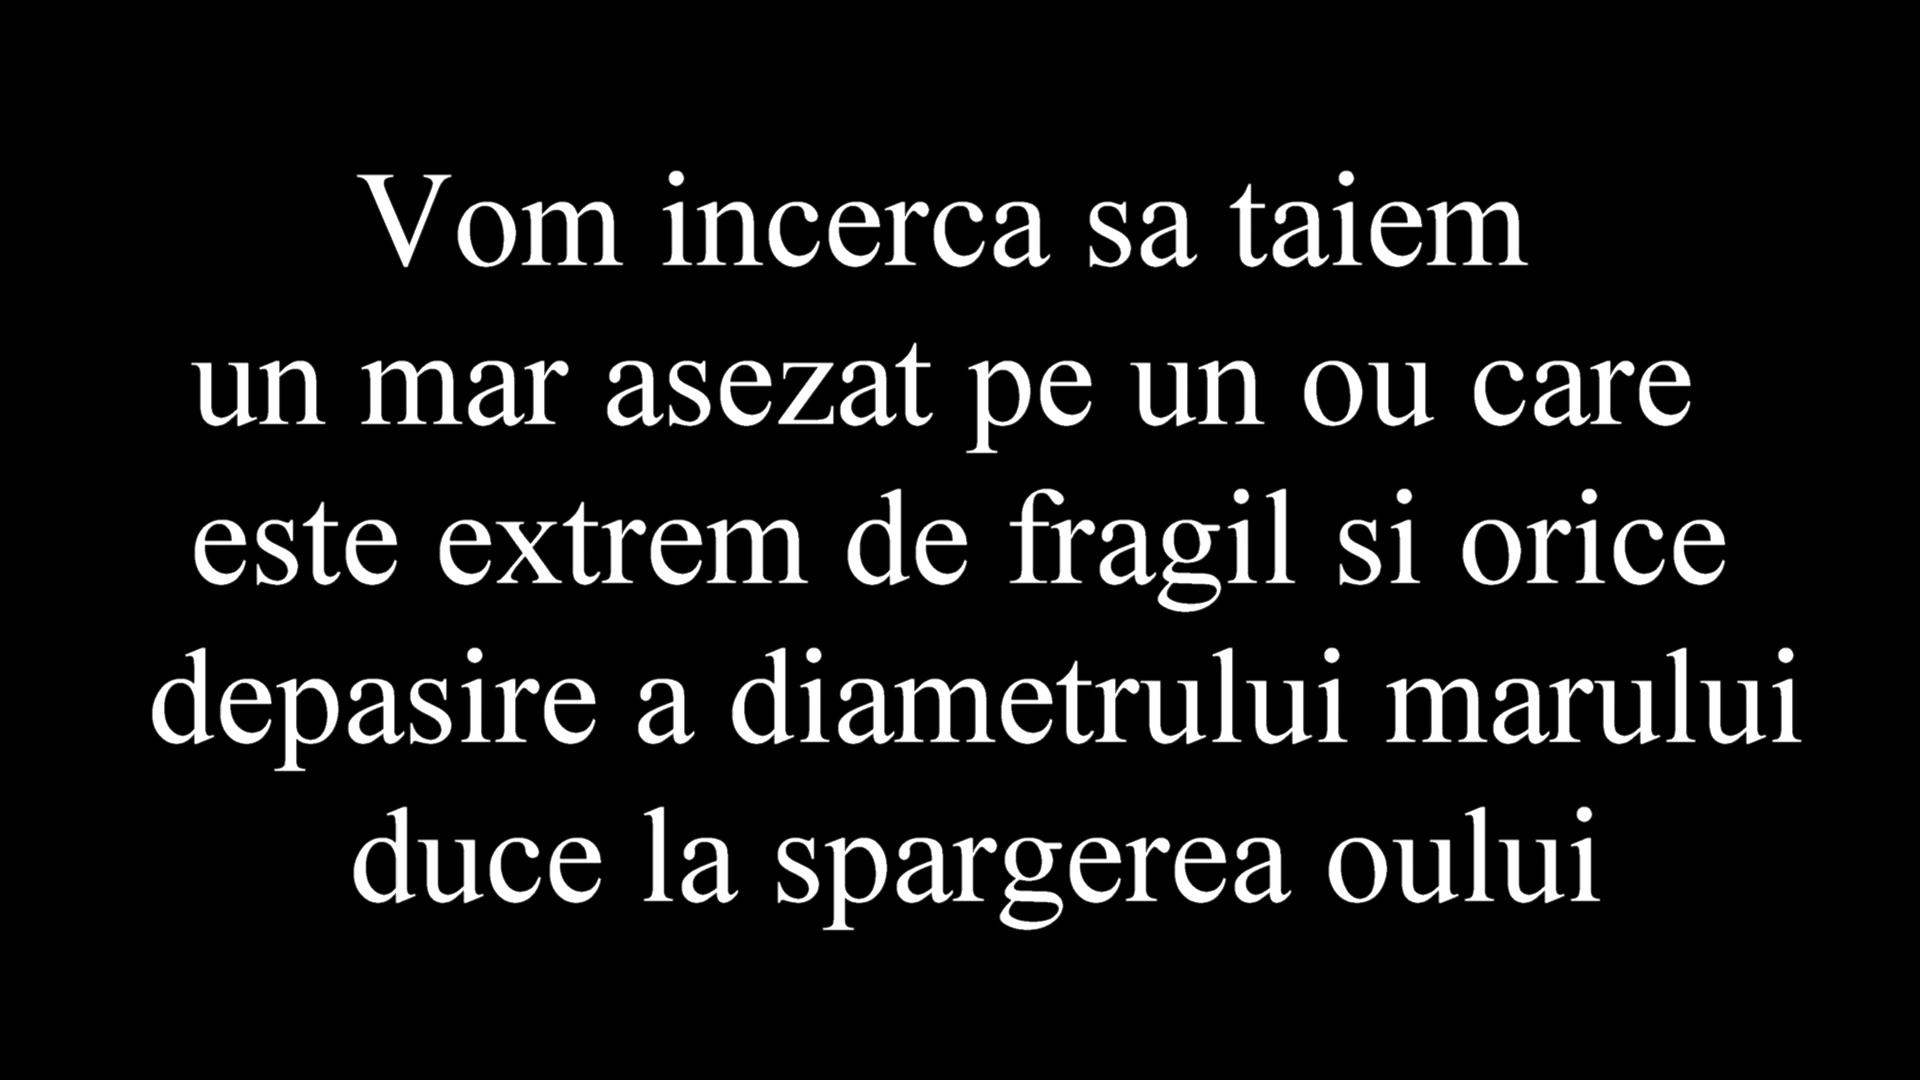 Vom incerca sa taiem
un mar asezat pe un ou care
este extrem de fragil si orice
depasire a diametrului marului
duce la spargerea oului